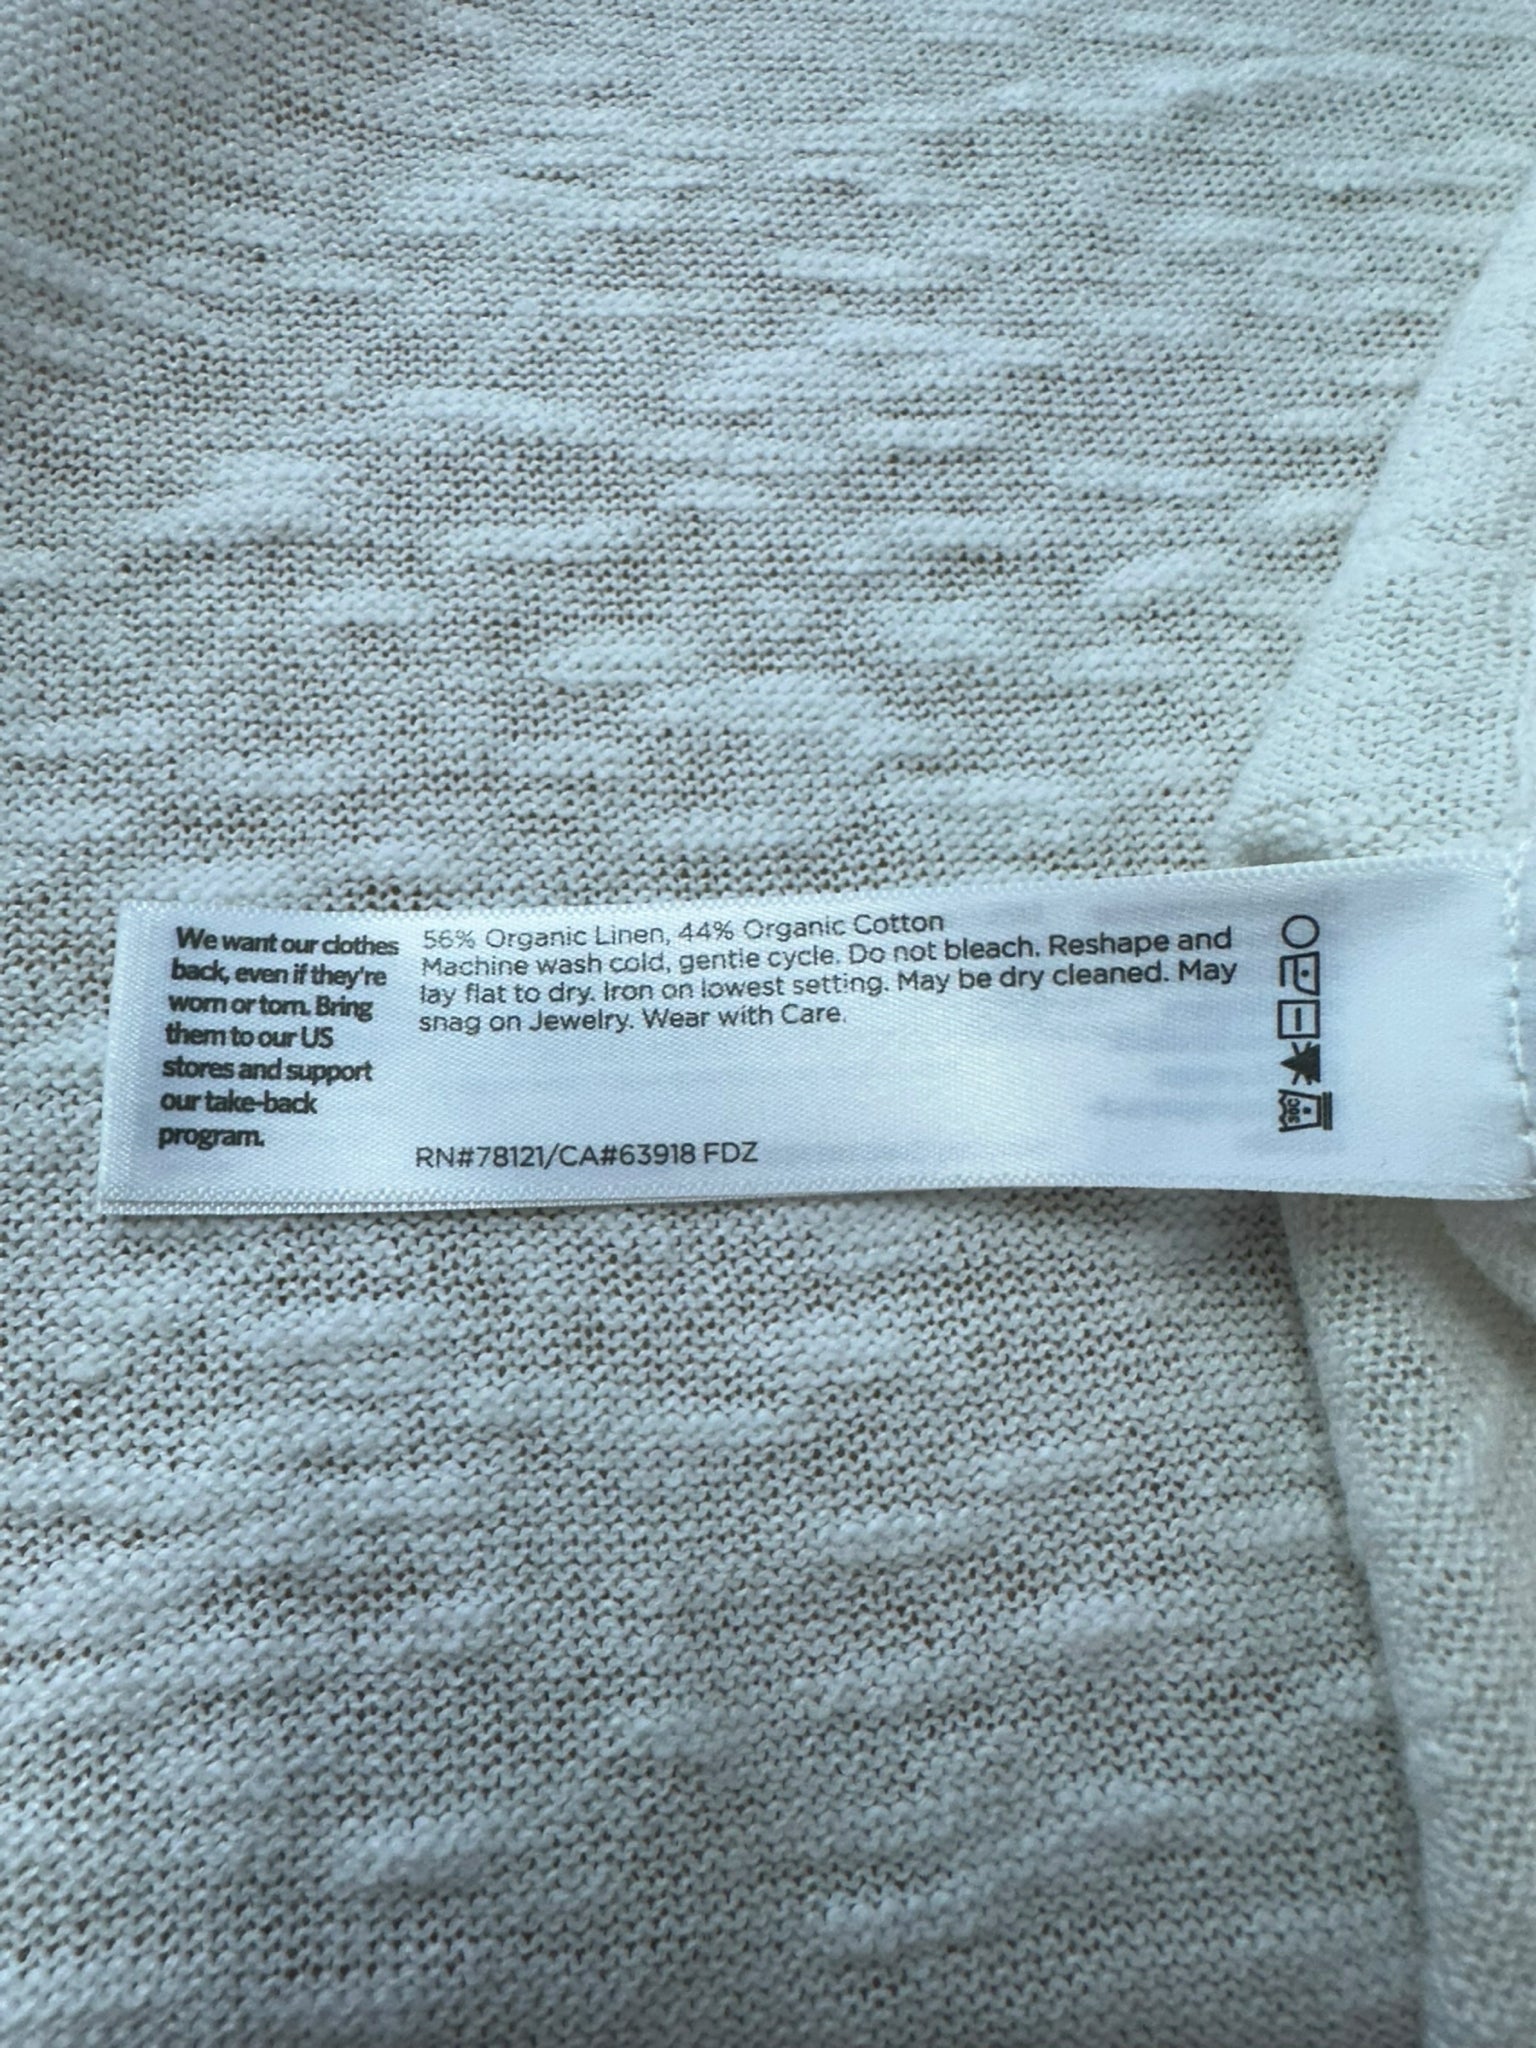 We want our clothes
back, even if they're
worn or torn. Bring
them to our US
stores and support
our take-back
program.
56% Organic Linen, 44% Organic Cotton
Machine wash cold, gentle cycle. Do not bleach. Reshape and
lay flat to dry. Iron on lowest setting. May be dry cleaned. May
snag on Jewelry. Wear with Care.
RN#78121/CA#63918 FDZ
30C